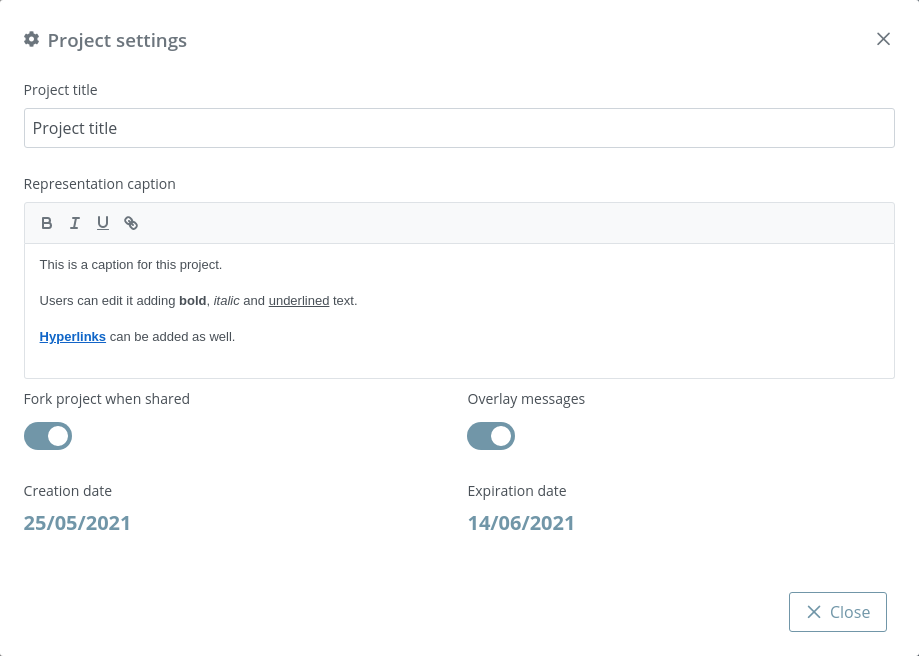 Project settings
Project title
Project title
Representation caption
B I U
This is a caption for this project.
Users can edit it adding bold, italic and underlined text.
Hyperlinks can be added as well.
Fork project when shared
Overlay messages
Creation date
25/05/2021
Expiration date
14/06/2021
Close